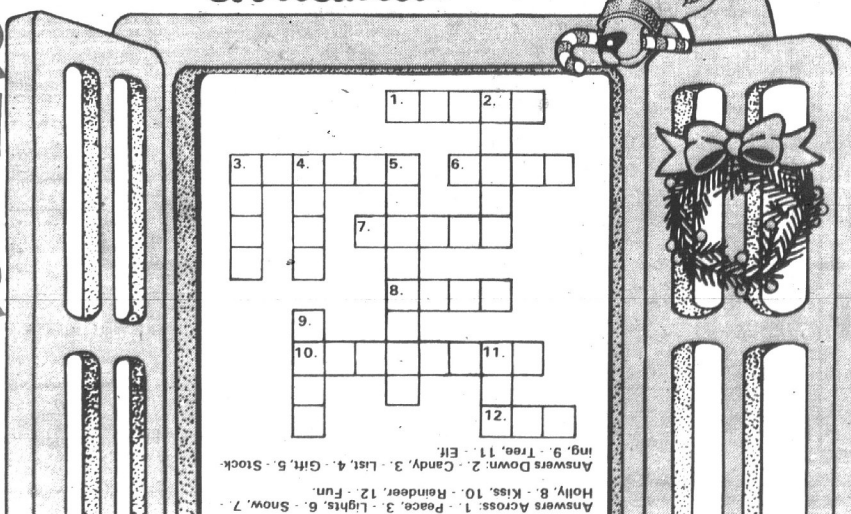 1. 2.
3. 4. 5. 6.
7.
8.
9.
10. 11.
12.
Answers Across: 1. - Peace, 3. - Lights, 6. - Snow, 7. -
Holly, 8. - Kiss, 10. - Reindeer, 12. - Fun.
Answers Down: 2. - Candy, 3. - List, 4. - Gift, 5. - Stock-
ing, 9. - Tree, 11. - Elf.